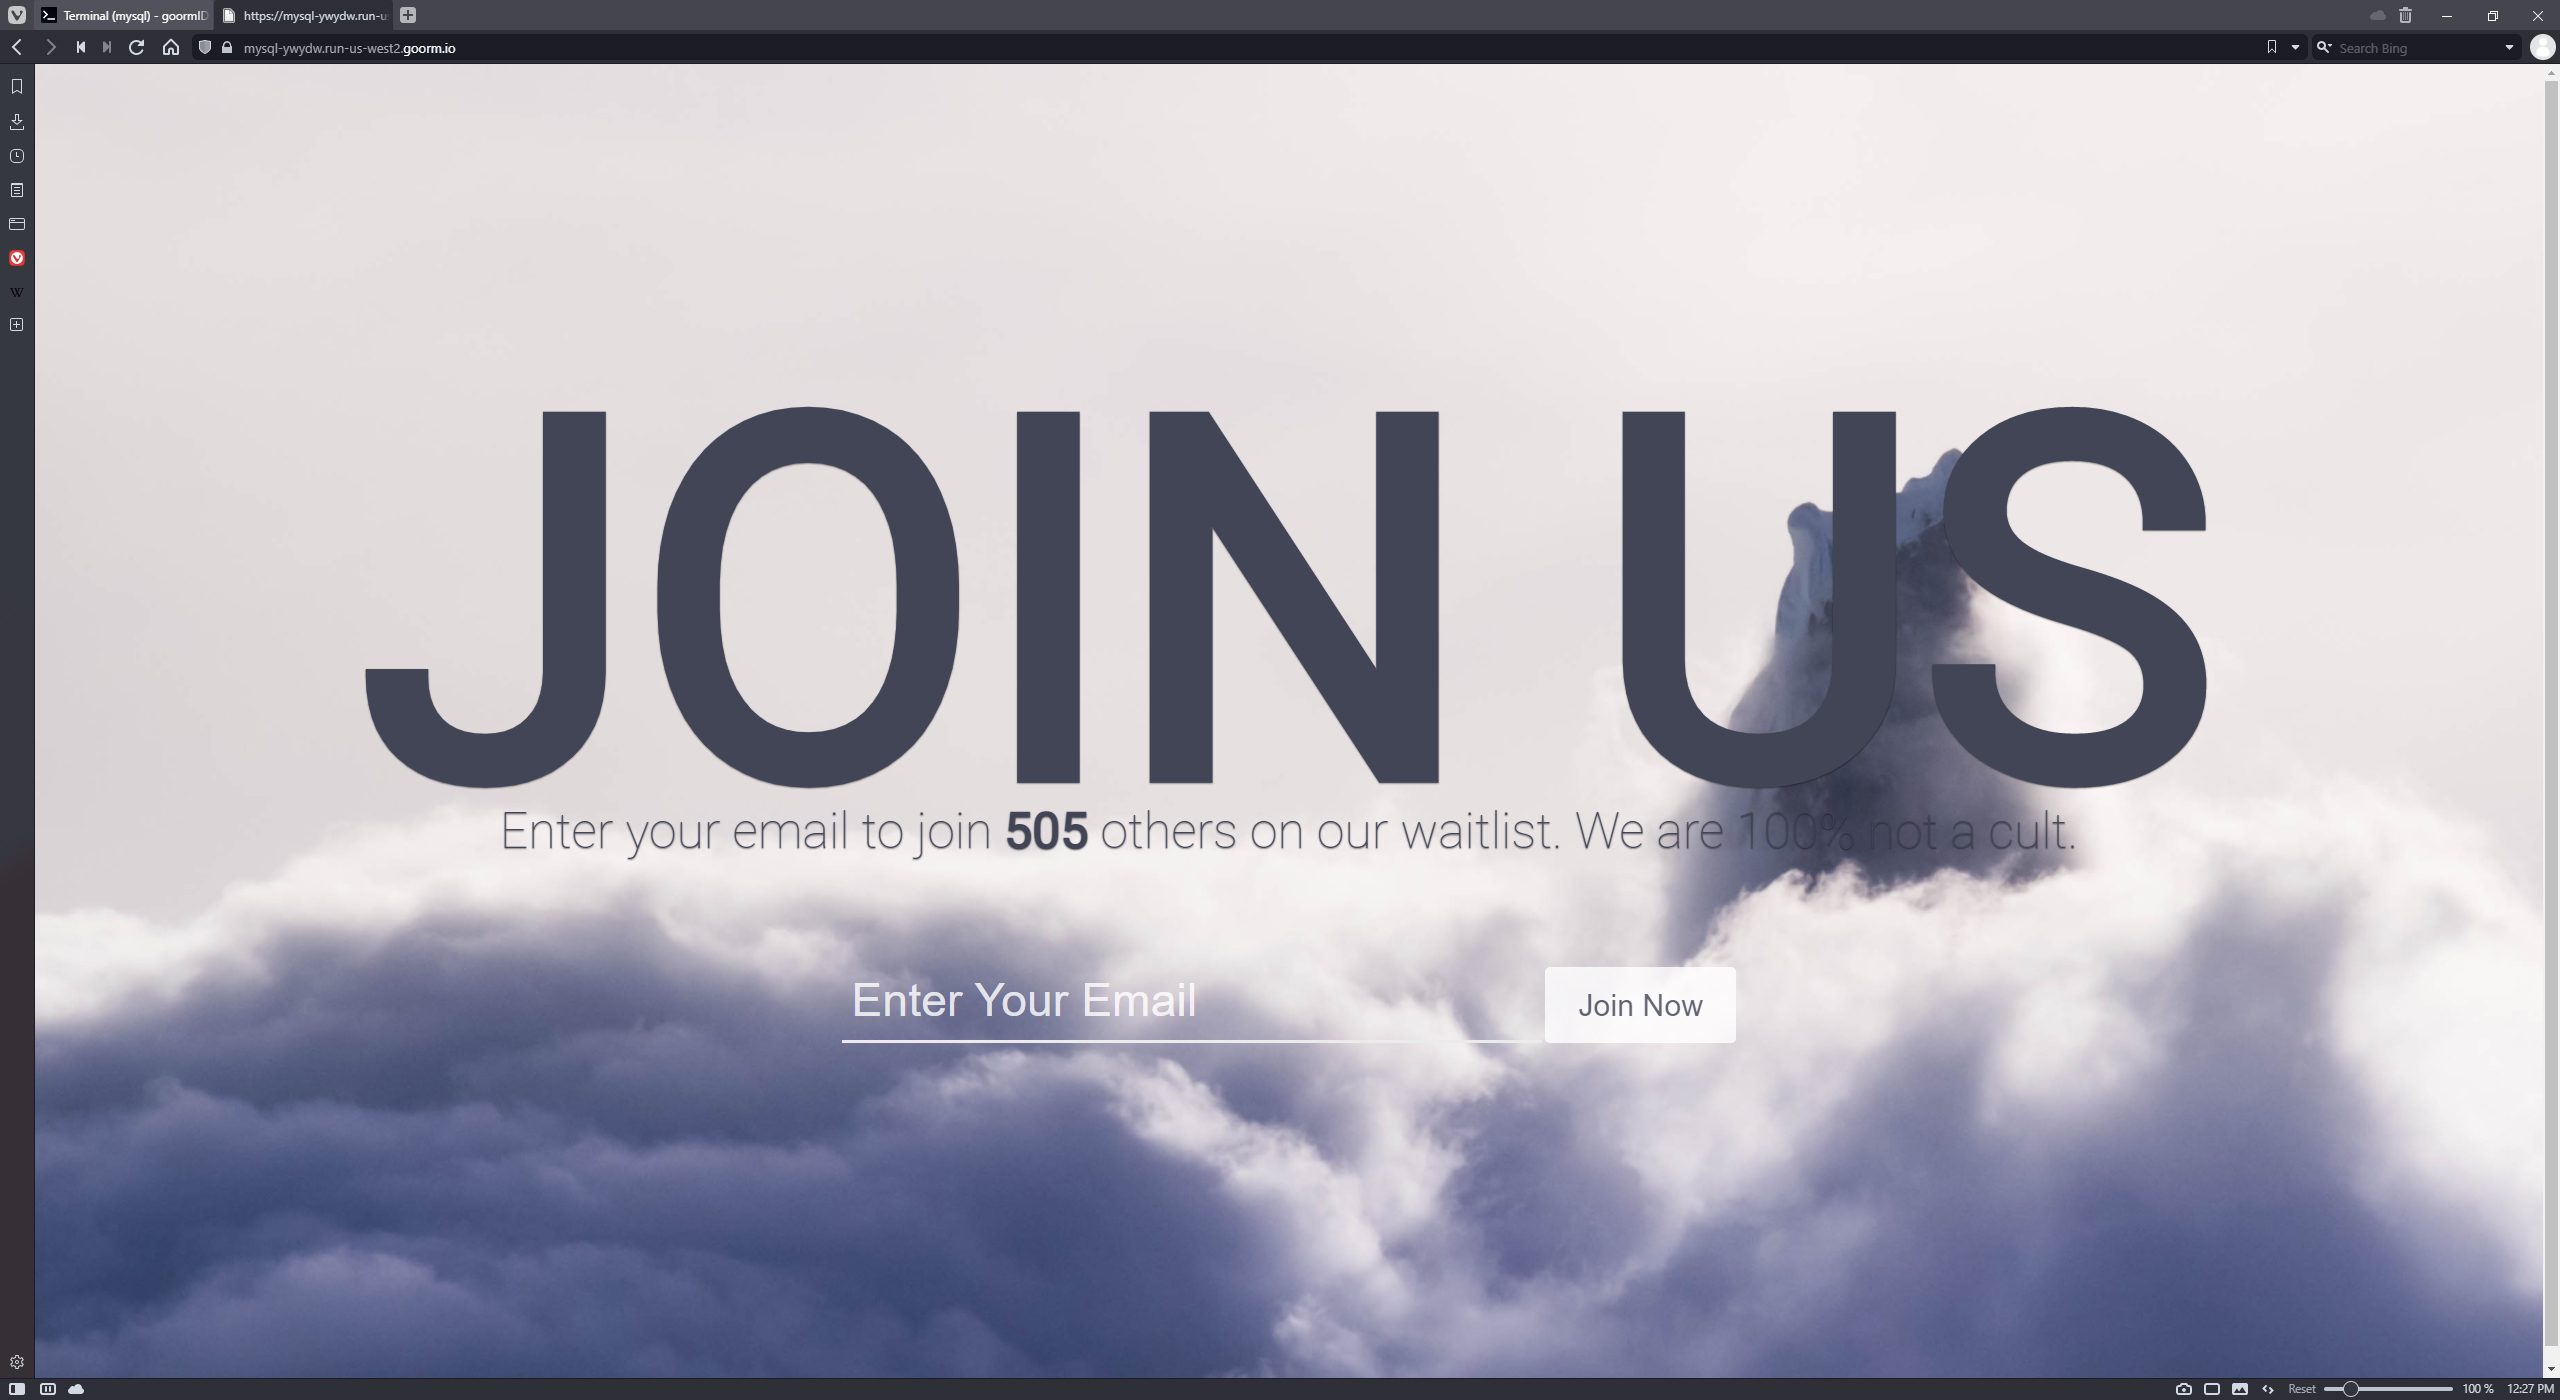 Terminal (mysql) - goormID
https://mysql-ywydw.run-u
mysql-ywydw.run-us-west2.goorm.io
Search Bing
W
JOIN US
Enter your email to join 505 others on our waitlist. We are 100% not a cult.
Enter Your Email
Join Now
Reset
100 %
12:27 PM